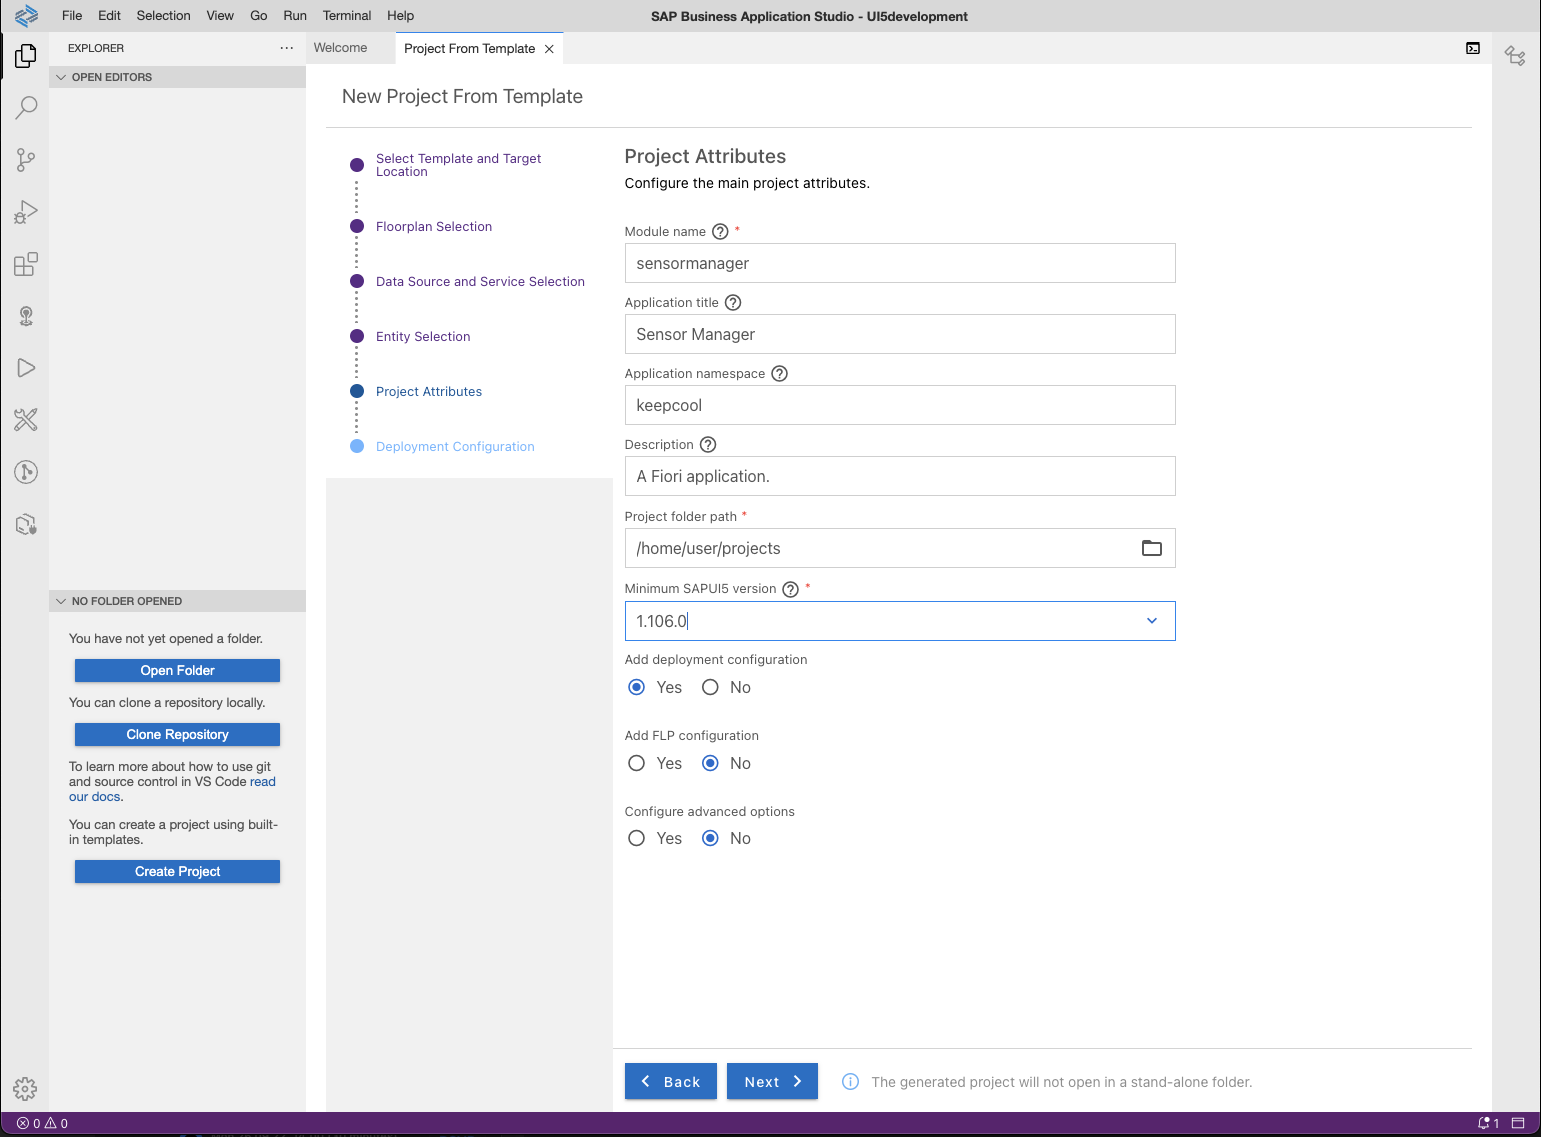 File Edit Selection View Go Run Terminal Help
SAP Business Application Studio - UI5development
EXPLORER
Welcome
Project From Template
OPEN EDITORS
New Project From Template
Select Template and Target
Location
Floorplan Selection
Data Source and Service Selection
Entity Selection
Project Attributes
Deployment Configuration
Project Attributes
Configure the main project attributes.
Module name *
sensormanager
Application title
Sensor Manager
Application namespace
keepcool
Description
A Fiori application.
Project folder path *
/home/user/projects
Minimum SAPUI5 version *
1.106.0
Add deployment configuration
Yes No
Add FLP configuration
Yes No
Configure advanced options
Yes No
NO FOLDER OPENED
You have not yet opened a folder.
Open Folder
You can clone a repository locally.
Clone Repository
To learn more about how to use git
and source control in VS Code read
our docs.
You can create a project using built-
in templates.
Create Project
Back
Next
The generated project will not open in a stand-alone folder.
0 0
1